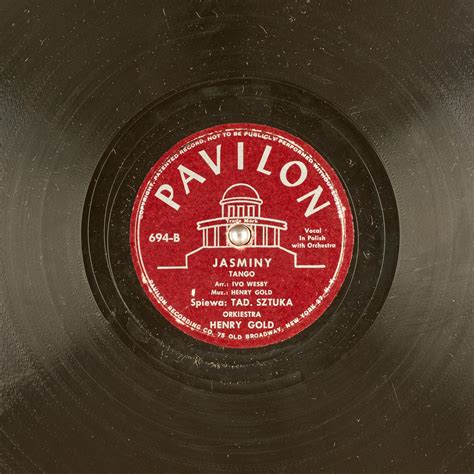 COPYRIGHT, PATENTED RECORD, NOT TO BE PUBLICLY PERFORMED WITHOUT
PAVILON
Trade Mark
694-B
Vocal
In Polish
with Orchestra
JASMINY
TANGO
Arr.: IVO WESBY
Muz.: HENRY GOLD
Śpiewa: TAD. SZTUKA
ORKIESTRA
HENRY GOLD
PAVILON RECORDING CO. 75 OLD BROADWAY, NEW YORK 27, N.Y.